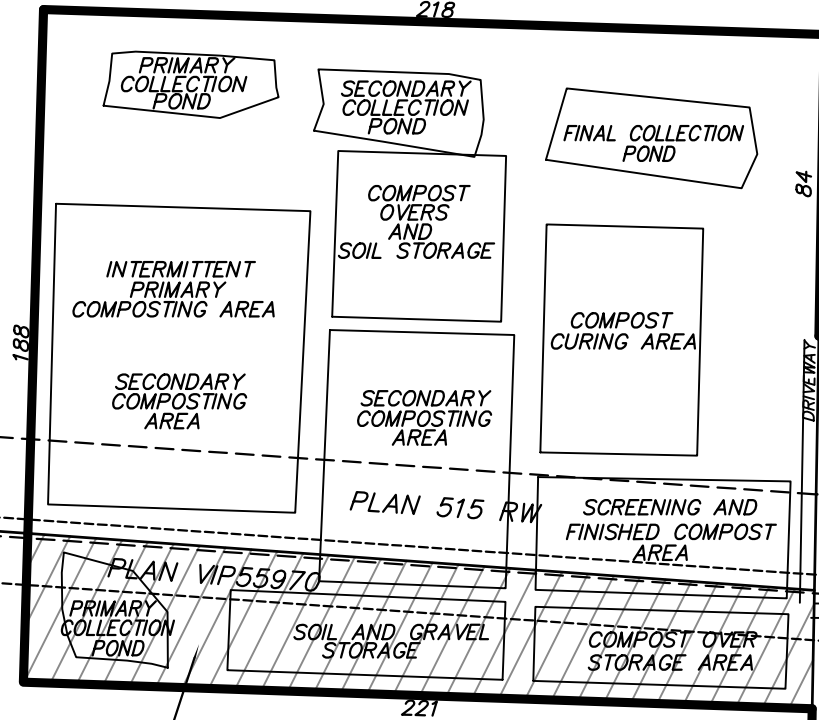 218
PRIMARY
COLLECTION
POND
SECONDARY
COLLECTION
POND
FINAL COLLECTION
POND
84
COMPOST
OVERS
AND
SOIL STORAGE
INTERMITTENT
PRIMARY
COMPOSTING AREA
188
COMPOST
CURING AREA
DRIVEWAY
SECONDARY
COMPOSTING
AREA
SECONDARY
COMPOSTING
AREA
PLAN 515 RW
SCREENING AND
FINISHED COMPOST
AREA
PLAN VIP55970
PRIMARY
COLLECTION
POND
SOIL AND GRAVEL
STORAGE
COMPOST OVER
STORAGE AREA
221